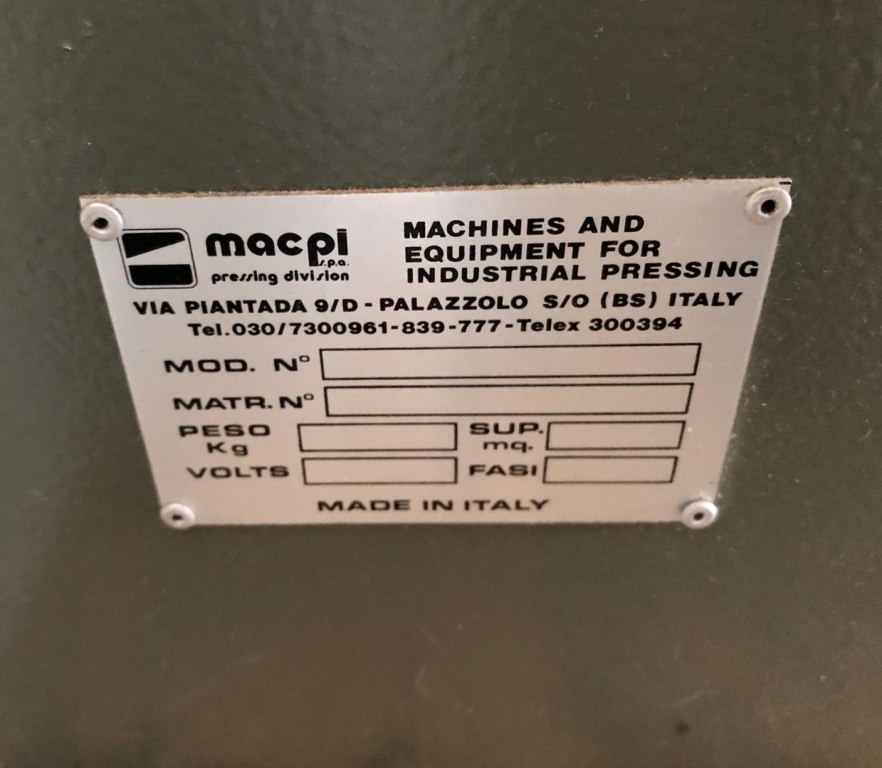 macpi
s.p.a.
pressing division
MACHINES AND
EQUIPMENT FOR
INDUSTRIAL PRESSING
VIA PIANTADA 9/D - PALAZZOLO S/O (BS) ITALY
Tel.030/7300961-839-777-Telex 300394
MOD. N°
MATR. N°
PESO Kg
SUP. mq.
VOLTS
FASI
MADE IN ITALY